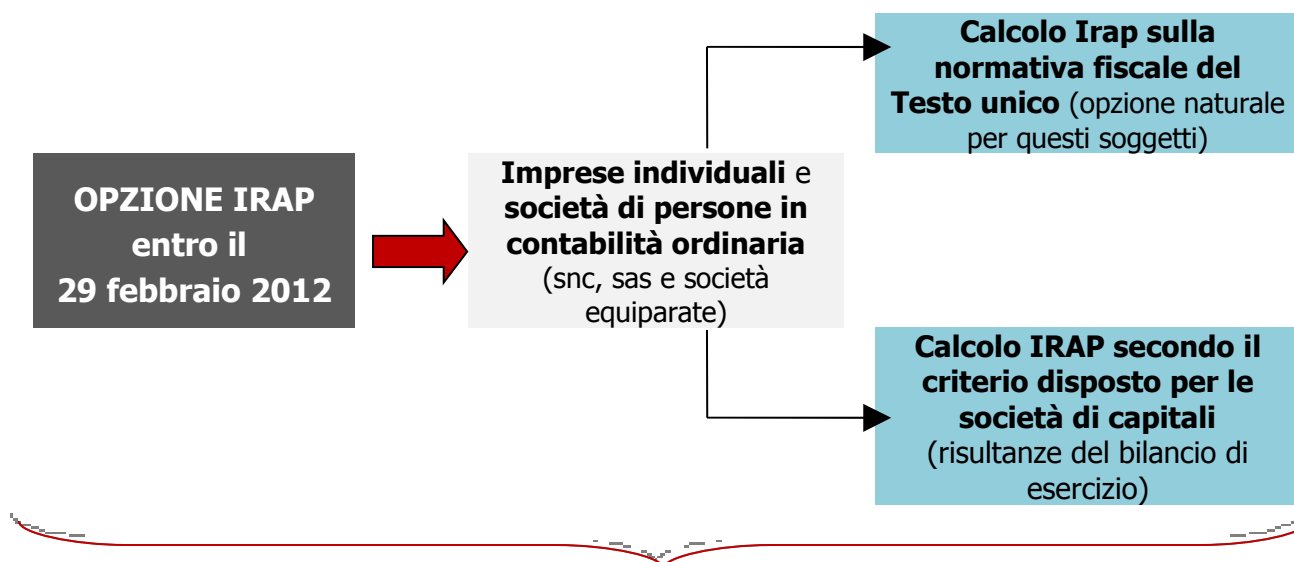 OPZIONE IRAP
entro il
29 febbraio 2012
Imprese individuali e
società di persone in
contabilità ordinaria
(snc, sas e società
equiparate)
Calcolo Irap sulla
normativa fiscale del
Testo unico (opzione naturale
per questi soggetti)
Calcolo IRAP secondo il
criterio disposto per le
società di capitali
(risultanze del bilancio di
esercizio)